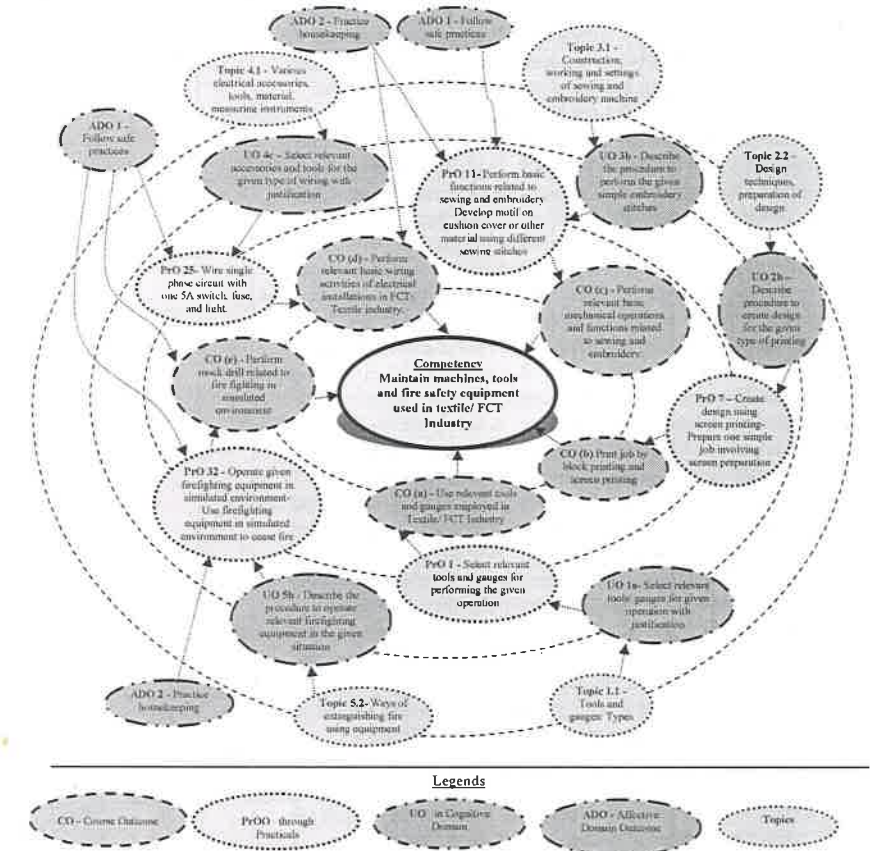 ADO 2 - Practice
housekeeping
ADO 1 - Follow
safe practices
Topic 3.1 -
Construction,
working and settings
of sewing and
embroidery machine
Topic 4.1 - Various
electrical accessories,
tools, material,
measuring instruments
ADO 1 -
Follow safe
practices
UO 4c - Select relevant
accessories and tools for the
given type of wiring with
justification
PrO 11- Perform basic
functions related to
sewing and embroidery
Develop motif on
cushion cover or other
material using different
sewing stitches
UO 3b - Describe
the procedure to
perform the given
simple embroidery
stitches
Topic 2.2 –
Design
techniques,
preparation of
design
PrO 25- Wire single
phase circuit with
one 5A switch, fuse,
and light.
CO (d) - Perform
relevant basic wiring
activities of electrical
installations in FCT/
Textile industry.
CO (c) - Perform
relevant basic
mechanical operations
and functions related
to sewing and
embroidery
UO 2b -
Describe
procedure to
create design
for the given
type of printing
CO (e) - Perform
mock drill related to
fire fighting in
simulated
environment
Competency
Maintain machines, tools
and fire safety equipment
used in textile/ FCT
Industry
PrO 7 – Create
design using
screen printing-
Prepare one simple
job involving
screen preparation
CO (b) Print job by
block printing and
screen printing
PrO 32 - Operate given
firefighting equipment in
simulated environment-
Use firefighting
equipment in simulated
environment to cease fire
CO (a) - Use relevant tools
and gauges employed in
Textile/ FCT Industry
PrO 1 - Select relevant
tools and gauges for
performing the given
operation
UO 5b - Describe the
procedure to operate
relevant firefighting
equipment in the given
situation
UO 1a- Select relevant
tools/ gauges for given
operation with
justification
ADO 2 - Practice
housekeeping
Topic 5.2- Ways of
extinguishing fire
using equipment
Topic 1.1 -
Tools and
gauges: Types
Legends
CO - Course Outcome
PrOO through
Practicals
UO in Cognitive
Domain
ADO - Affective
Domain Outcome
Topics